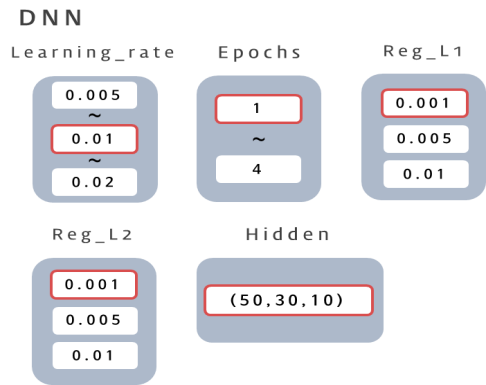 DNN
Learning_rate
0.005
~
0.01
~
0.02
Epochs
1
~
4
Reg_L1
0.001
0.005
0.01
Reg_L2
0.001
0.005
0.01
Hidden
(50,30,10)